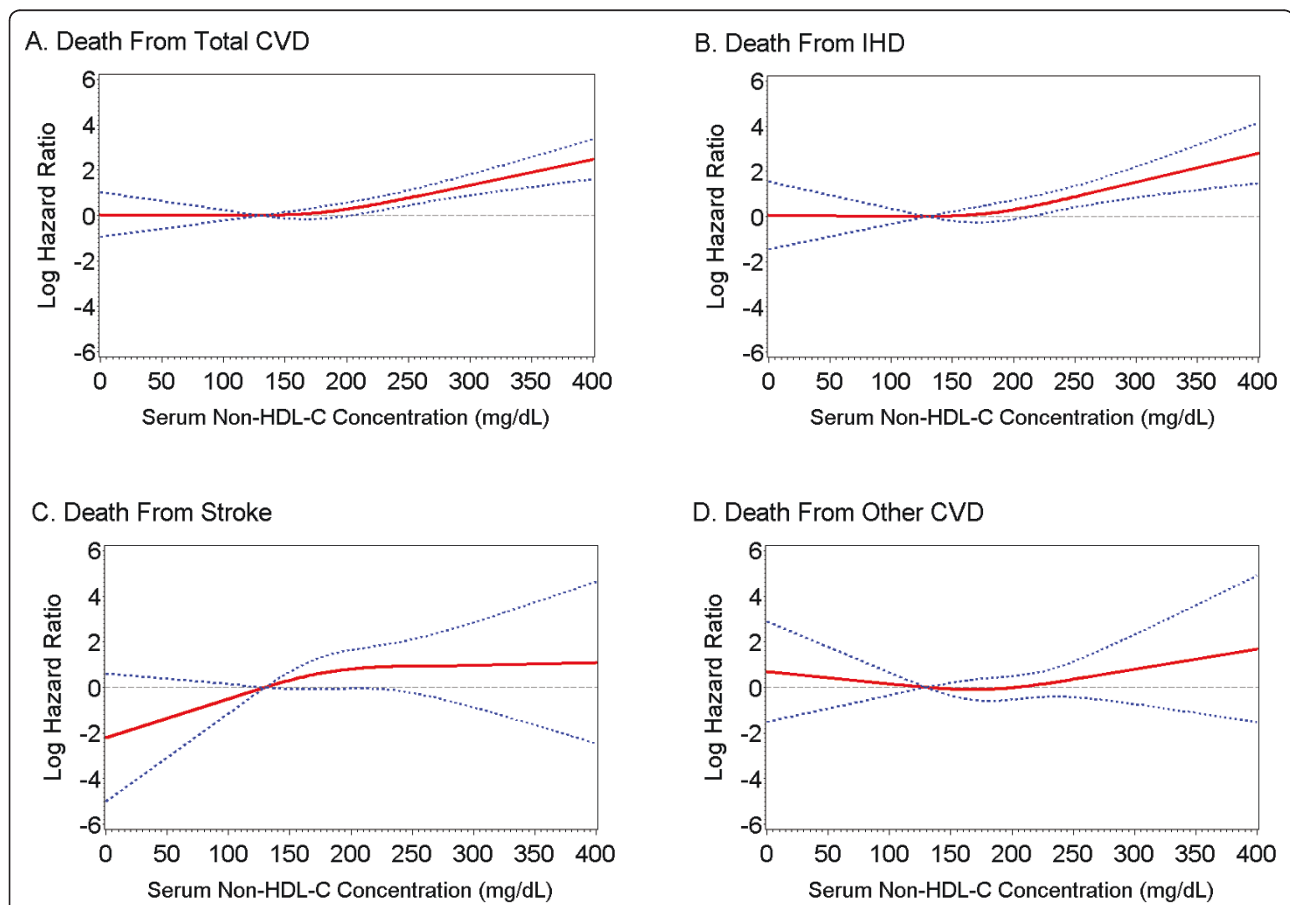 A. Death From Total CVD
6
4
2
0
-2
-4
-6
Log Hazard Ratio
0 50 100 150 200 250 300 350 400
Serum Non-HDL-C Concentration (mg/dL)
B. Death From IHD
6
4
2
0
-2
-4
-6
Log Hazard Ratio
0 50 100 150 200 250 300 350 400
Serum Non-HDL-C Concentration (mg/dL)
C. Death From Stroke
6
4
2
0
-2
-4
-6
Log Hazard Ratio
0 50 100 150 200 250 300 350 400
Serum Non-HDL-C Concentration (mg/dL)
D. Death From Other CVD
6
4
2
0
-2
-4
-6
Log Hazard Ratio
0 50 100 150 200 250 300 350 400
Serum Non-HDL-C Concentration (mg/dL)